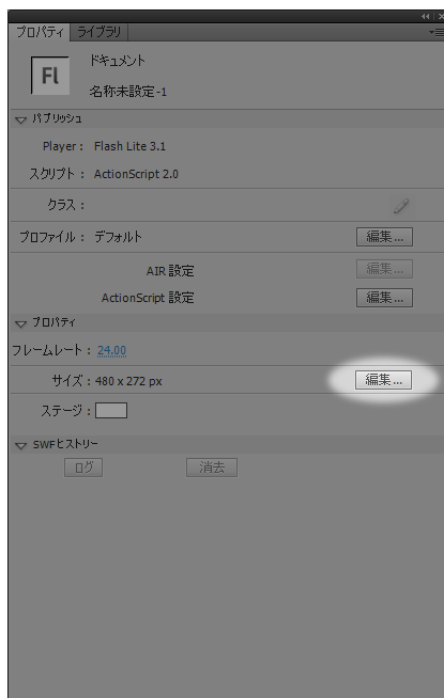 プロパティ ライブラリ
Fl
ドキュメント
名称未設定-1
パブリッシュ
Player : Flash Lite 3.1
スクリプト : ActionScript 2.0
クラス :
プロファイル : デフォルト 編集...
AIR 設定 編集...
ActionScript 設定 編集...
プロパティ
フレームレート : 24.00
サイズ : 480 x 272 px 編集...
ステージ :
SWFヒストリー
ログ 消去